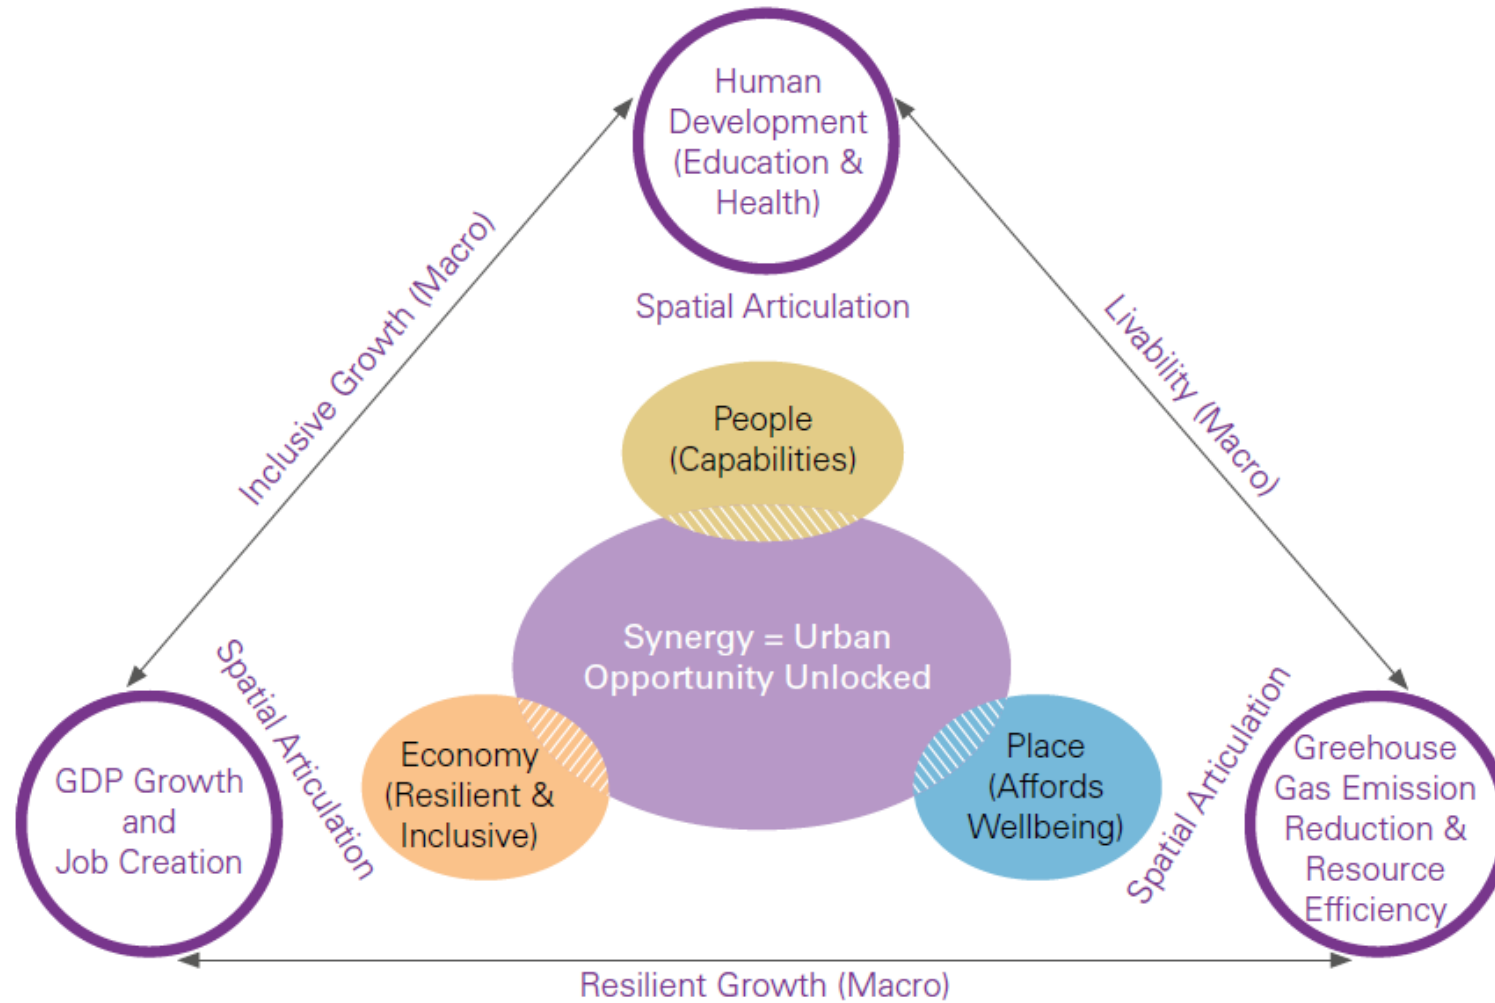 Human
Development
(Education &
Health)
Spatial Articulation
Inclusive Growth (Macro)
Livability (Macro)
People
(Capabilities)
Synergy = Urban
Opportunity Unlocked
Spatial Articulation
Economy
(Resilient &
Inclusive)
Place
(Affords
Wellbeing)
Spatial Articulation
GDP Growth
and
Job Creation
Greehouse
Gas Emission
Reduction &
Resource
Efficiency
Resilient Growth (Macro)